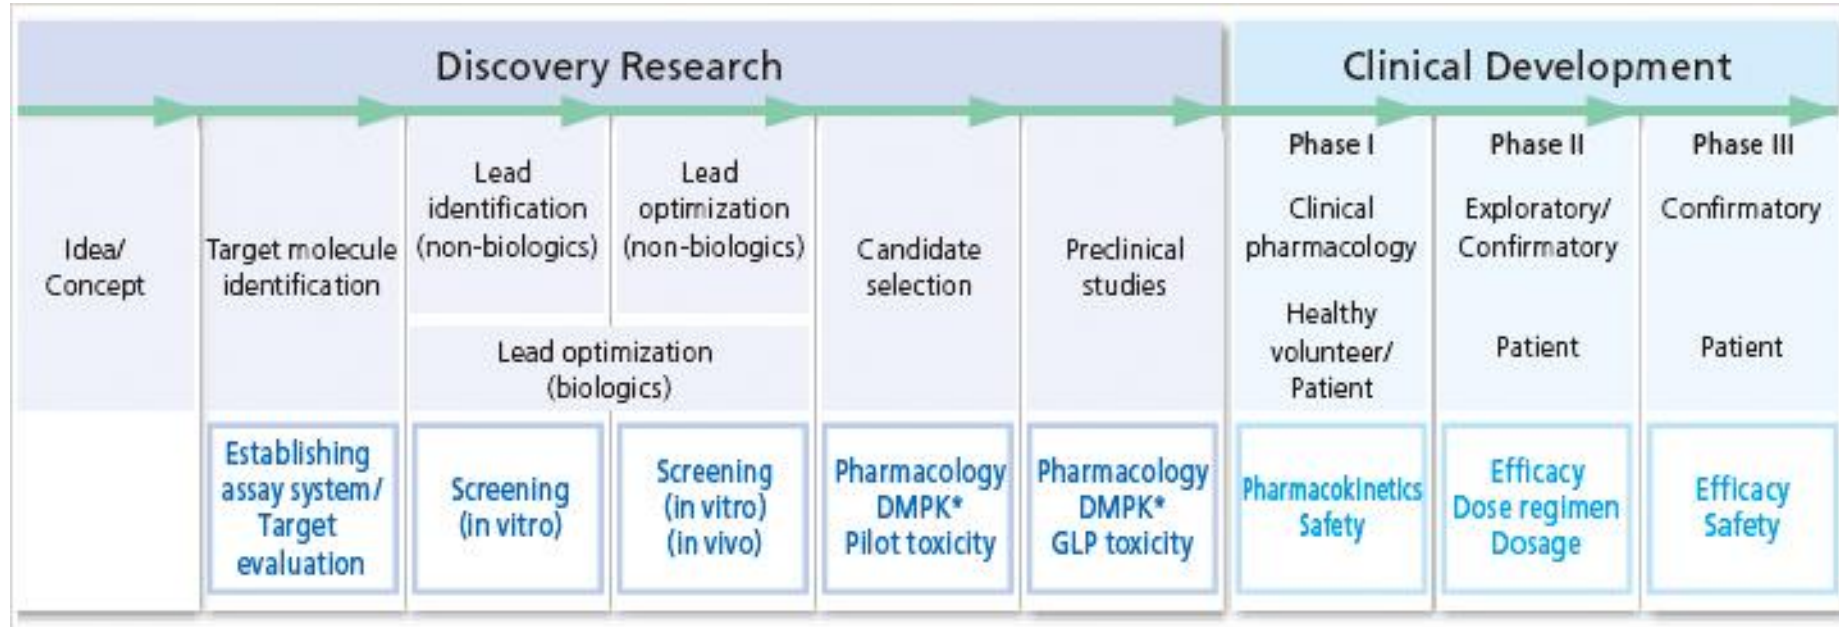 Discovery Research
Clinical Development
Idea/
Concept
Target molecule
identification
Lead
identification
(non-biologics)
Lead
optimization
(non-biologics)
Lead optimization
(biologics)
Candidate
selection
Preclinical
studies
Phase I
Clinical
pharmacology
Healthy
volunteer/
Patient
Phase II
Exploratory/
Confirmatory
Patient
Phase III
Confirmatory
Patient
Establishing
assay system/
Target
evaluation
Screening
(in vitro)
Screening
(in vitro)
(in vivo)
Pharmacology
DMPK*
Pilot toxicity
Pharmacology
DMPK*
GLP toxicity
Pharmacokinetics
Safety
Efficacy
Dose regimen
Dosage
Efficacy
Safety